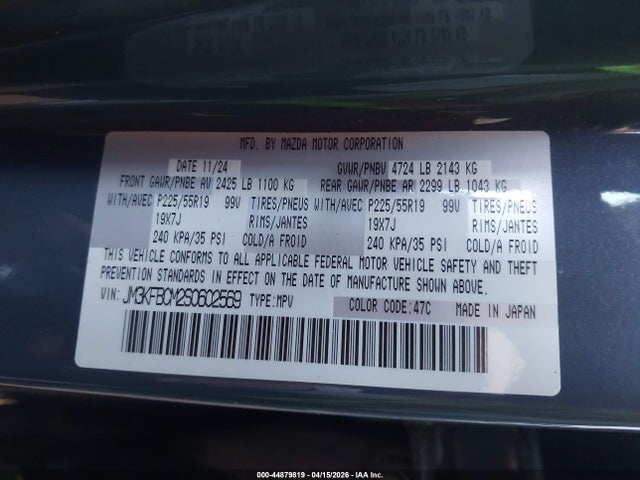 MFD. BY MAZDA MOTOR CORPORATION
DATE 11/24 GVWR/PNBV 4724 LB 2143 KG
FRONT GAWR/PNBE AV 2425 LB 1100 KG REAR GAWR/PNBE AR 2299 LB 1043 KG
WITH/AVEC P225/55R19 99V TIRES/PNEUS WITH/AVEC P225/55R19 99V TIRES/PNEUS
19X7J RIMS/JANTES 19X7J RIMS/JANTES
240 KPA/35 PSI COLD/A FROID 240 KPA/35 PSI COLD/A FROID
THIS VEHICLE CONFORMS TO ALL APPLICABLE FEDERAL MOTOR VEHICLE SAFETY AND THEFT
PREVENTION STANDARDS IN EFFECT ON THE DATE OF MANUFACTURE SHOWN ABOVE.
VIN: JM3KFBCM2S0602569 TYPE:MPV COLOR CODE:47C MADE IN JAPAN
000-44879819 - 04/15/2026 - IAA Inc.